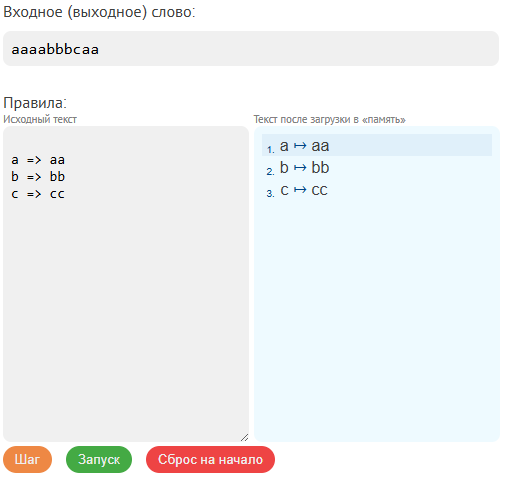 Входное (выходное) слово:
aaaabbbcaa
Правила:
Исходный текст
Текст после загрузки в «память»
a => aa
b => bb
c => cc
1. a ↦ aa
2. b ↦ bb
3. c ↦ cc
Шаг Запуск Сброс на начало